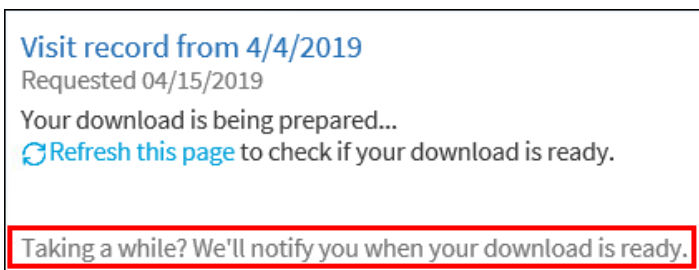 Visit record from 4/4/2019
Requested 04/15/2019
Your download is being prepared...
Refresh this page to check if your download is ready.
Taking a while? We'll notify you when your download is ready.